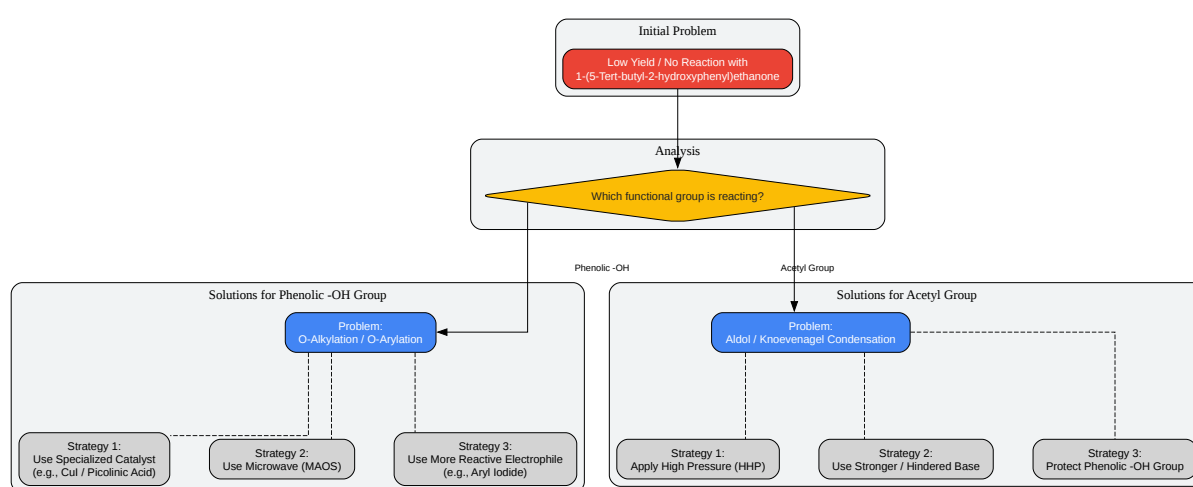 Initial Problem
Low Yield / No Reaction with
1-(5-Tert-butyl-2-hydroxyphenyl)ethanone
Analysis
Which functional group is reacting?
Phenolic -OH
Acetyl Group
Solutions for Phenolic -OH Group
Problem:
O-Alkylation / O-Arylation
Strategy 1:
Use Specialized Catalyst
(e.g., CuI / Picolinic Acid)
Strategy 2:
Use Microwave (MAOS)
Strategy 3:
Use More Reactive Electrophile
(e.g., Aryl Iodide)
Solutions for Acetyl Group
Problem:
Aldol / Knoevenagel Condensation
Strategy 1:
Apply High Pressure (HHP)
Strategy 2:
Use Stronger / Hindered Base
Strategy 3:
Protect Phenolic -OH Group